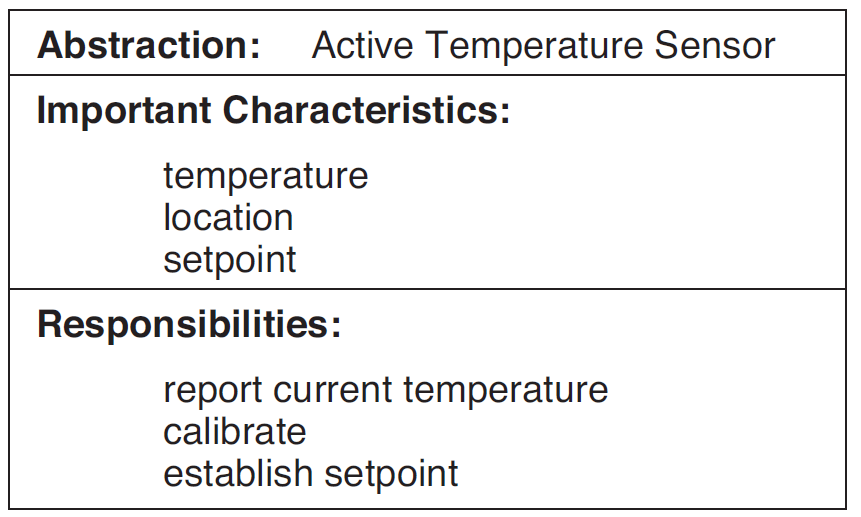 Abstraction: Active Temperature Sensor
Important Characteristics:
temperature
location
setpoint
Responsibilities:
report current temperature
calibrate
establish setpoint